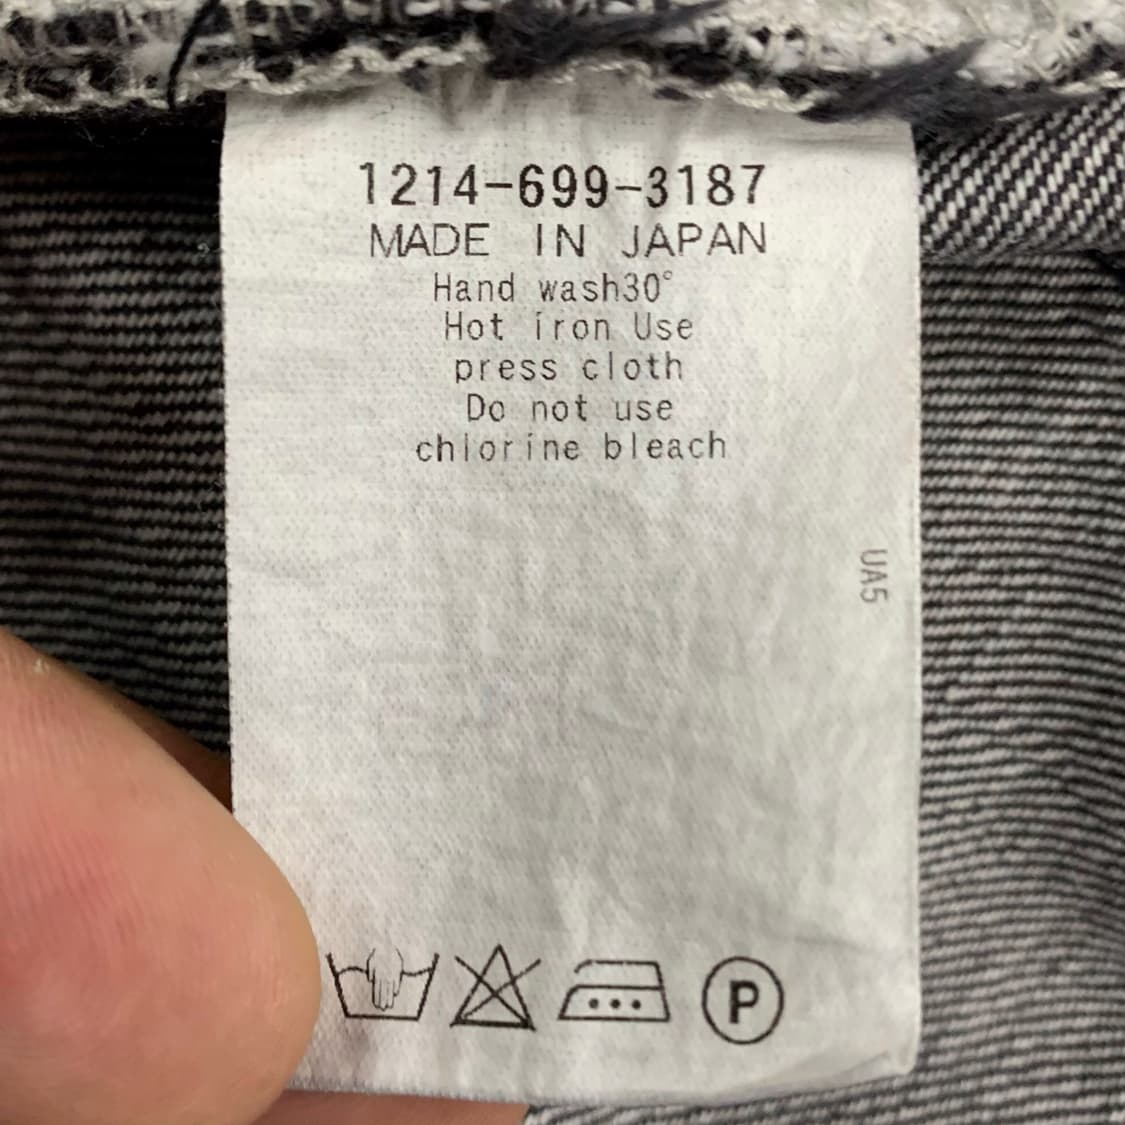 1214-699-3187
MADE IN JAPAN
Hand wash30°
Hot iron Use
press cloth
Do not use
chlorine bleach
UA5
P